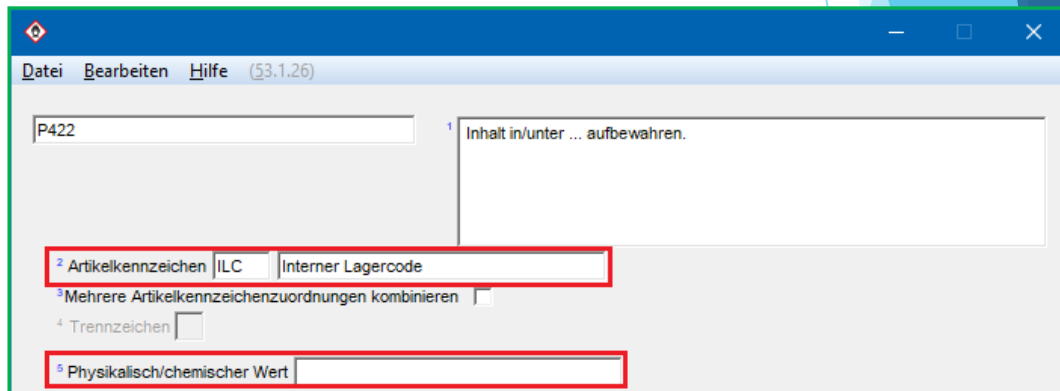 Datei Bearbeiten Hilfe (53.1.26)
P422
1 Inhalt in/unter ... aufbewahren.
2 Artikelkennzeichen ILC Interner Lagercode
3 Mehrere Artikelkennzeichenzuordnungen kombinieren
4 Trennzeichen
5 Physikalisch/chemischer Wert